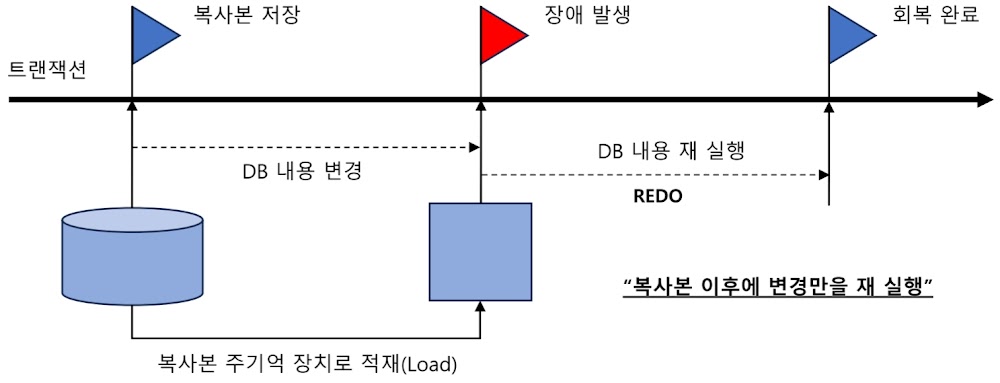 복사본 저장
장애 발생
회복 완료
트랜잭션
DB 내용 변경
DB 내용 재 실행
REDO
“복사본 이후에 변경만을 재 실행”
복사본 주기억 장치로 적재(Load)